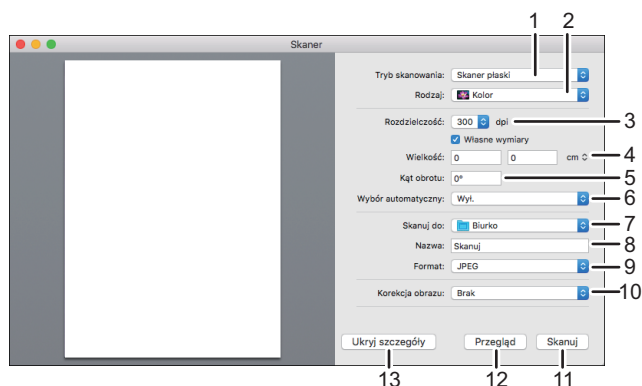 1 2
Skaner
Tryb skanowania: Skaner płaski
Rodzaj: Kolor
Rozdzielczość: 300 dpi 3
Własne wymiary
Wielkość: 0 0 cm 4
Kąt obrotu: 0° 5
Wybór automatyczny: Wył. 6
Skanuj do: Biurko 7
Nazwa: Skanuj 8
Format: JPEG 9
Korekcja obrazu: Brak 10
Ukryj szczegóły Przegląd Skanuj
13 12 11